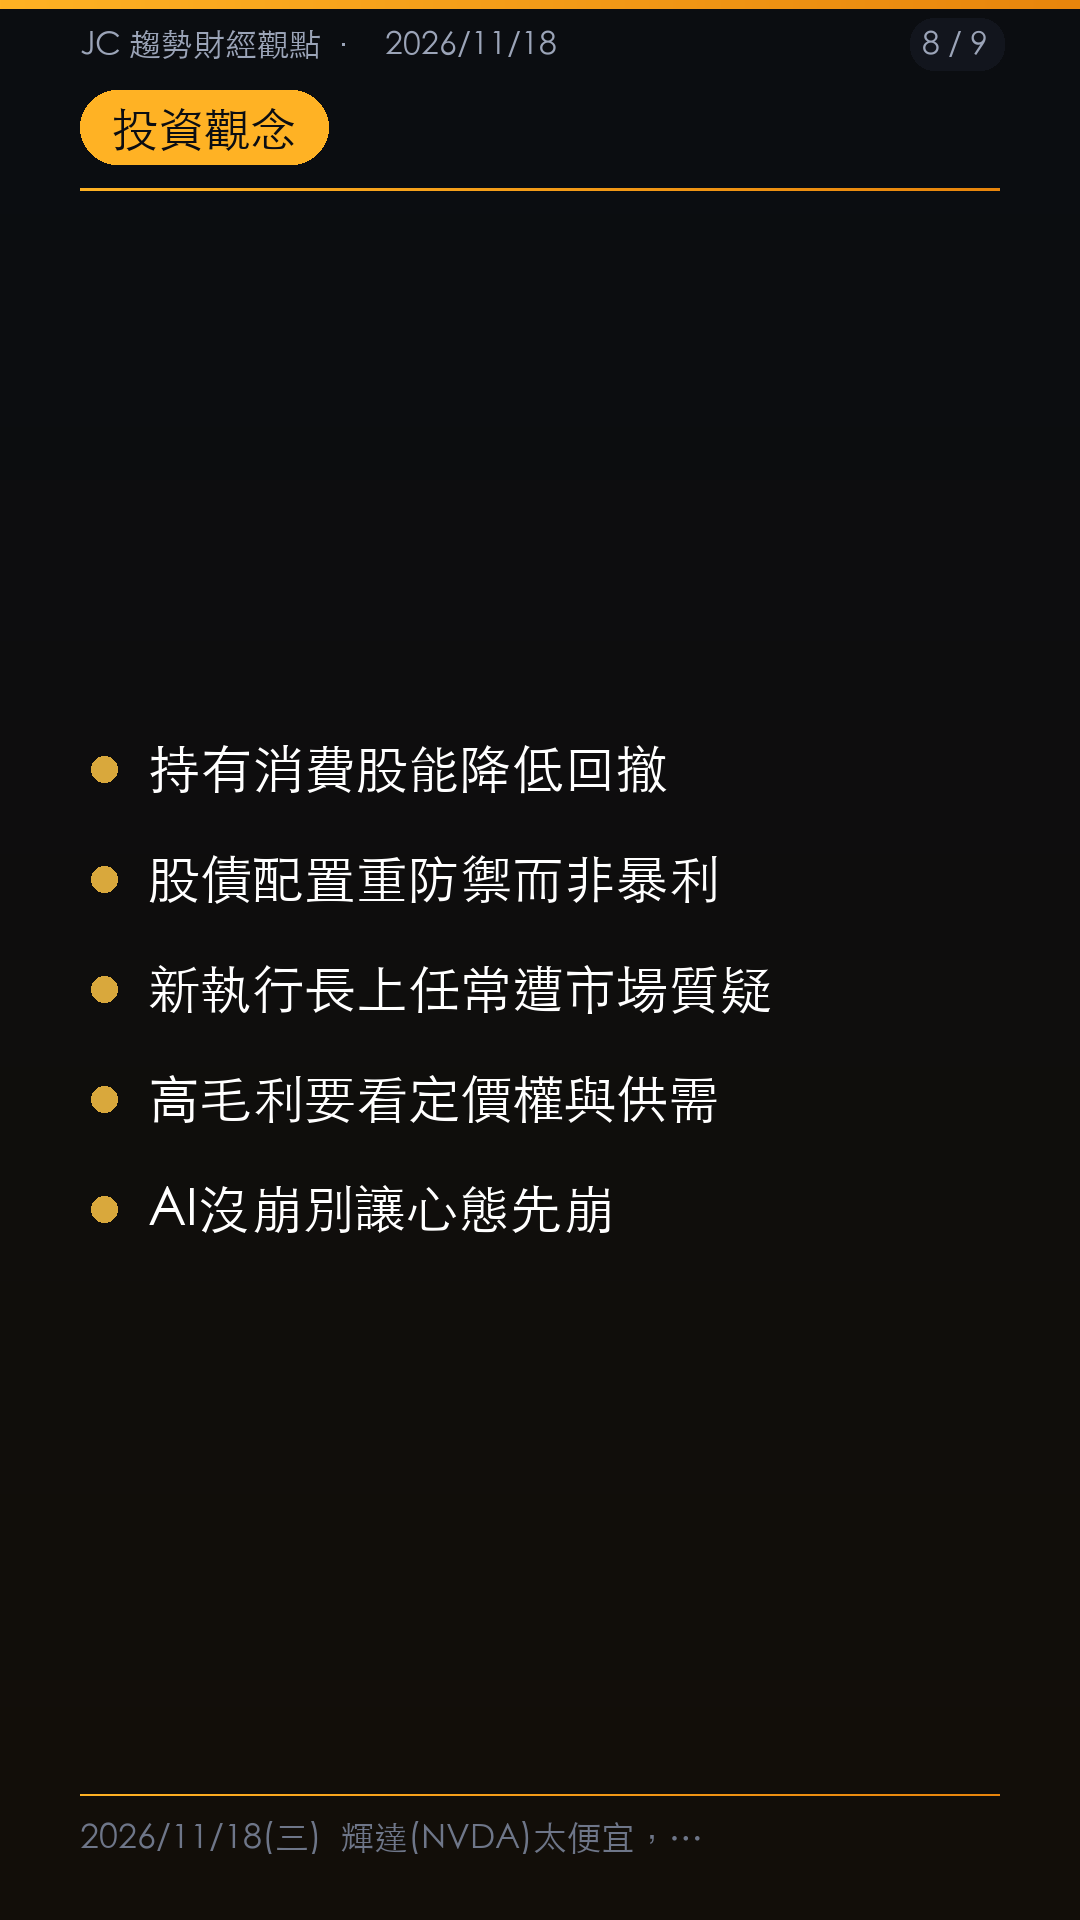 JC 趨勢財經觀點 · 2026/11/18
8 / 9
投資觀念
持有消費股能降低回撤
股債配置重防禦而非暴利
新執行長上任常遭市場質疑
高毛利要看定價權與供需
AI沒崩別讓心態先崩
2026/11/18(三) 輝達(NVDA)太便宜，⋯